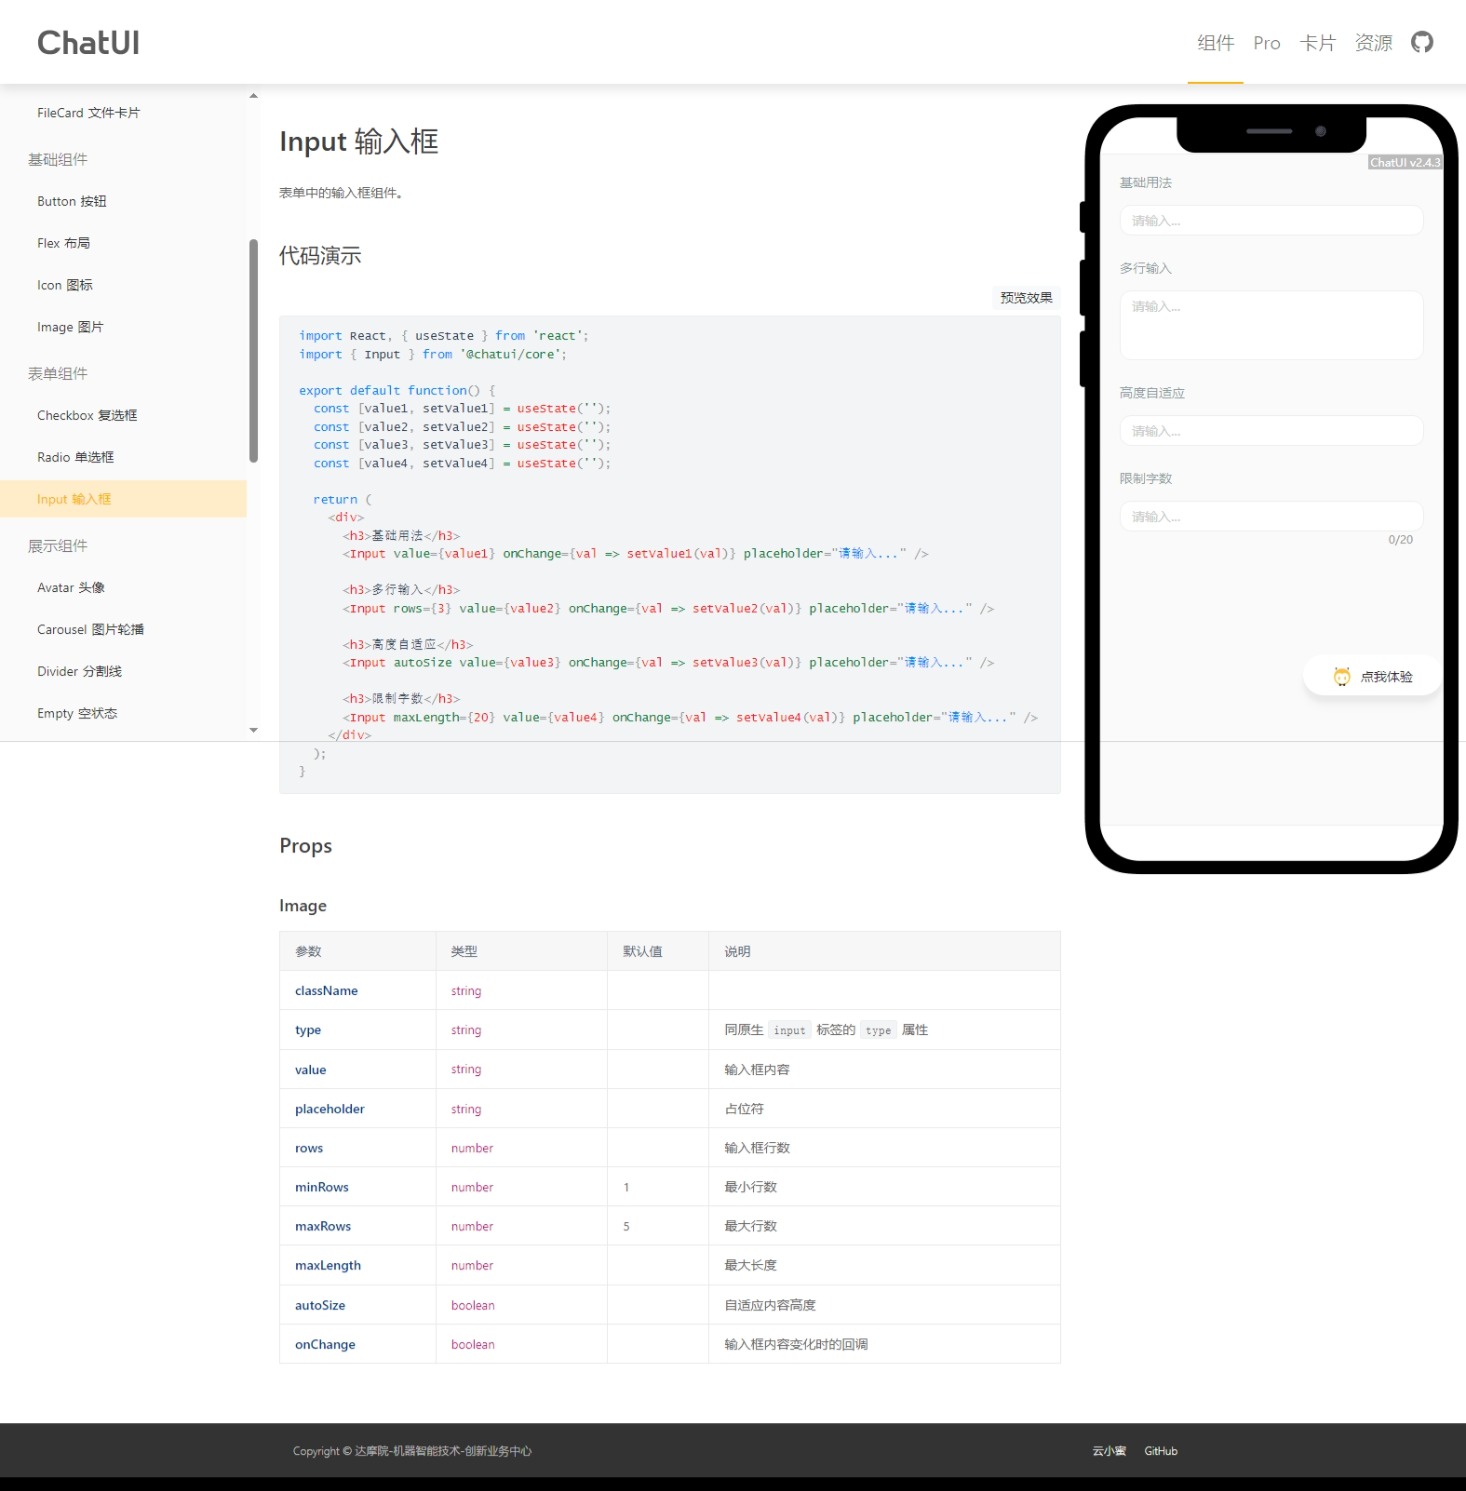 ChatUI
组件 Pro 卡片 资源
FileCard 文件卡片
基础组件
Button 按钮
Flex 布局
Icon 图标
Image 图片
表单组件
Checkbox 复选框
Radio 单选框
Input 输入框
展示组件
Avatar 头像
Carousel 图片轮播
Divider 分割线
Empty 空状态
Input 输入框
表单中的输入框组件。
代码演示
预览效果
import React, { useState } from 'react';
import { Input } from '@chatui/core';
export default function() {
const [value1, setValue1] = useState('');
const [value2, setValue2] = useState('');
const [value3, setValue3] = useState('');
const [value4, setValue4] = useState('');
return (
<div>
<h3>基础用法</h3>
<Input value={value1} onChange={val => setValue1(val)} placeholder="请输入..." />
<h3>多行输入</h3>
<Input rows={3} value={value2} onChange={val => setValue2(val)} placeholder="请输入..." />
<h3>高度自适应</h3>
<Input autoSize value={value3} onChange={val => setValue3(val)} placeholder="请输入..." />
<h3>限制字数</h3>
<Input maxLength={20} value={value4} onChange={val => setValue4(val)} placeholder="请输入..." />
</div>
);
}
ChatUI v2.4.3
基础用法
请输入...
多行输入
请输入...
高度自适应
请输入...
限制字数
请输入...
0/20
点我体验
Props
Image
参数 类型 默认值 说明
className string
type string 同原生 input 标签的 type 属性
value string 输入框内容
placeholder string 占位符
rows number 输入框行数
minRows number 1 最小行数
maxRows number 5 最大行数
maxLength number 最大长度
autoSize boolean 自适应内容高度
onChange boolean 输入框内容变化时的回调
Copyright © 达摩院-机器智能技术-创新业务中心
云小蜜 GitHub